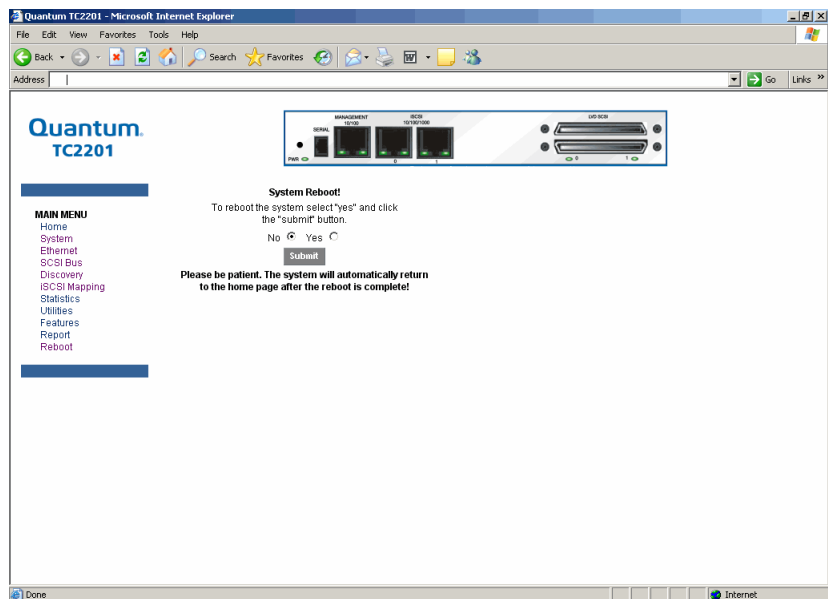 Quantum TC2201 - Microsoft Internet Explorer
File Edit View Favorites Tools Help
Back Search Favorites
Address Go Links »
Quantum.
TC2201
SERIAL
MANAGEMENT
10/100
iSCSI
10/100/1000
LVD SCSI
PWR
0 1
0 1
System Reboot!
To reboot the system select "yes" and click
the "submit" button.
No Yes
Submit
Please be patient. The system will automatically return
to the home page after the reboot is complete!
MAIN MENU
Home
System
Ethernet
SCSI Bus
Discovery
iSCSI Mapping
Statistics
Utilities
Features
Report
Reboot
Done Internet